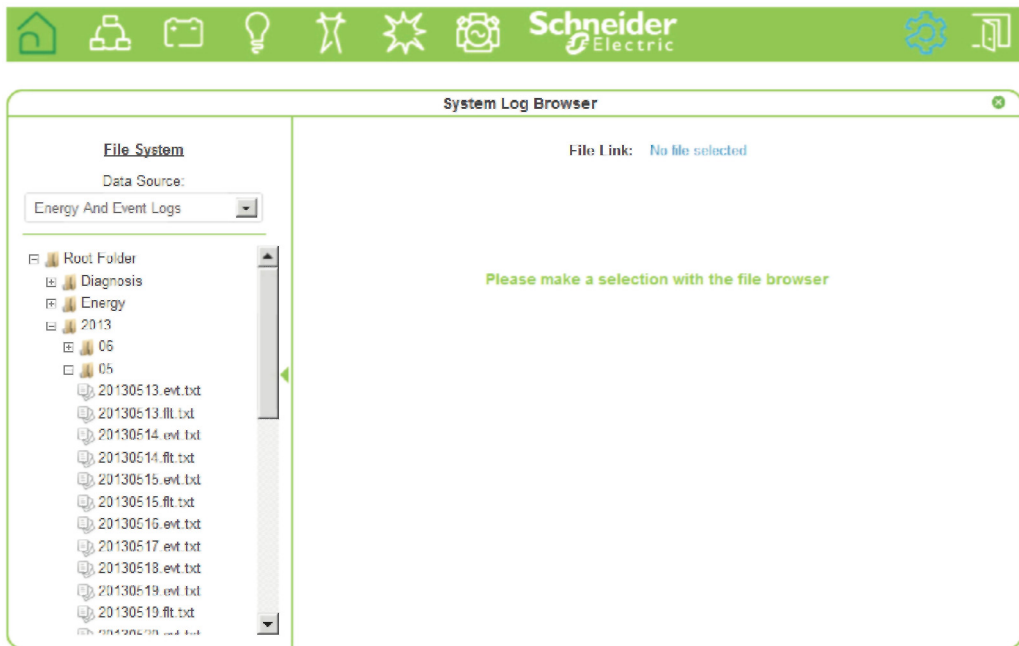 Schneider
Electric
System Log Browser
File System
Data Source:
Energy And Event Logs
Root Folder
Diagnosis
Energy
2013
06
05
20130513.evt.txt
20130513.flt.txt
20130514.evt.txt
20130514.flt.txt
20130515.evt.txt
20130515.flt.txt
20130516.evt.txt
20130517.evt.txt
20130518.evt.txt
20130519.evt.txt
20130519.flt.txt
20130520.evt.txt
File Link: No file selected
Please make a selection with the file browser